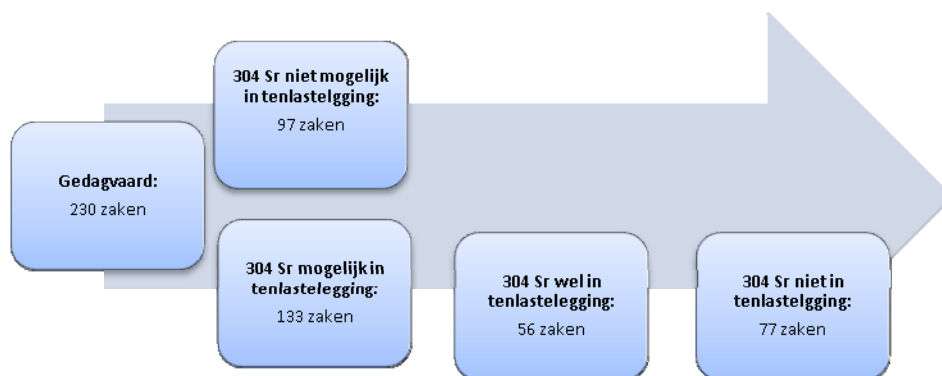 Gedagvaard:
230 zaken
304 Sr niet mogelijk
in tenlastelgging:
97 zaken
304 Sr mogelijk in
tenlastelegging:
133 zaken
304 Sr wel in
tenlastelegging:
56 zaken
304 Sr niet in
tenlastelgging:
77 zaken